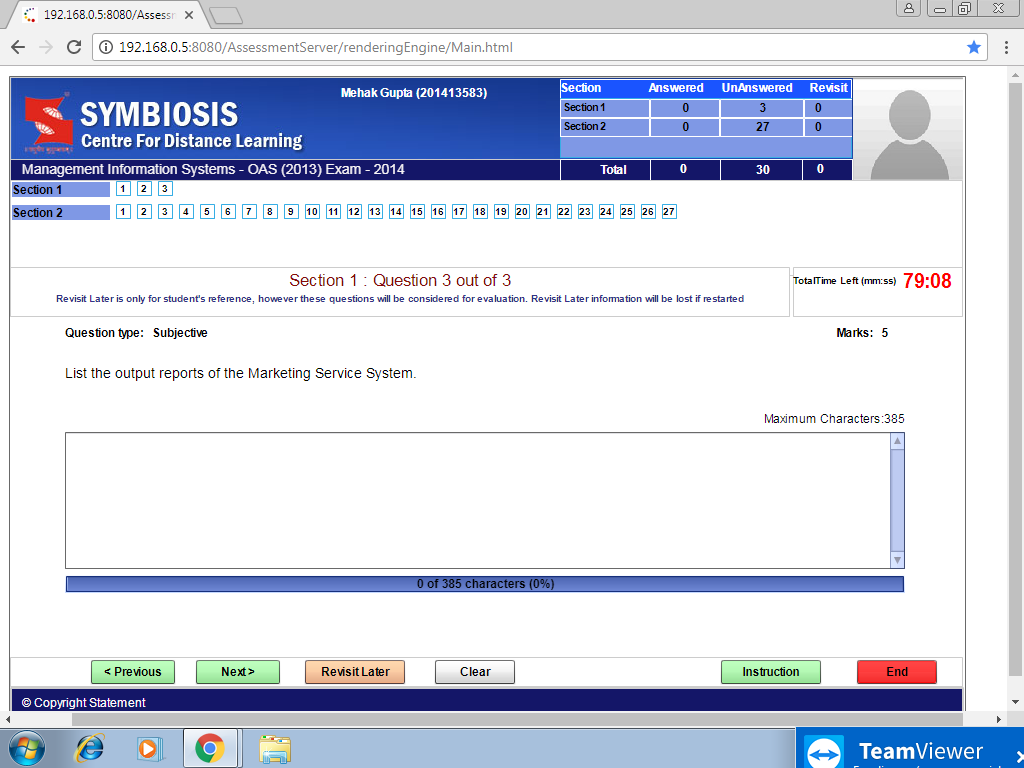 192.168.0.5:8080/Assessm
192.168.0.5:8080/AssessmentServer/renderingEngine/Main.html
SYMBIOSIS
Centre For Distance Learning
Mehak Gupta (201413583)
Section Answered UnAnswered Revisit
Section 1 0 3 0
Section 2 0 27 0
Management Information Systems - OAS (2013) Exam - 2014
Total 0 30 0
Section 1 1 2 3
Section 2 1 2 3 4 5 6 7 8 9 10 11 12 13 14 15 16 17 18 19 20 21 22 23 24 25 26 27
Section 1 : Question 3 out of 3
Revisit Later is only for student's reference, however these questions will be considered for evaluation. Revisit Later information will be lost if restarted
TotalTime Left (mm:ss) 79:08
Question type: Subjective
Marks: 5
List the output reports of the Marketing Service System.
Maximum Characters:385
0 of 385 characters (0%)
< Previous Next > Revisit Later Clear Instruction End
© Copyright Statement
TeamViewer